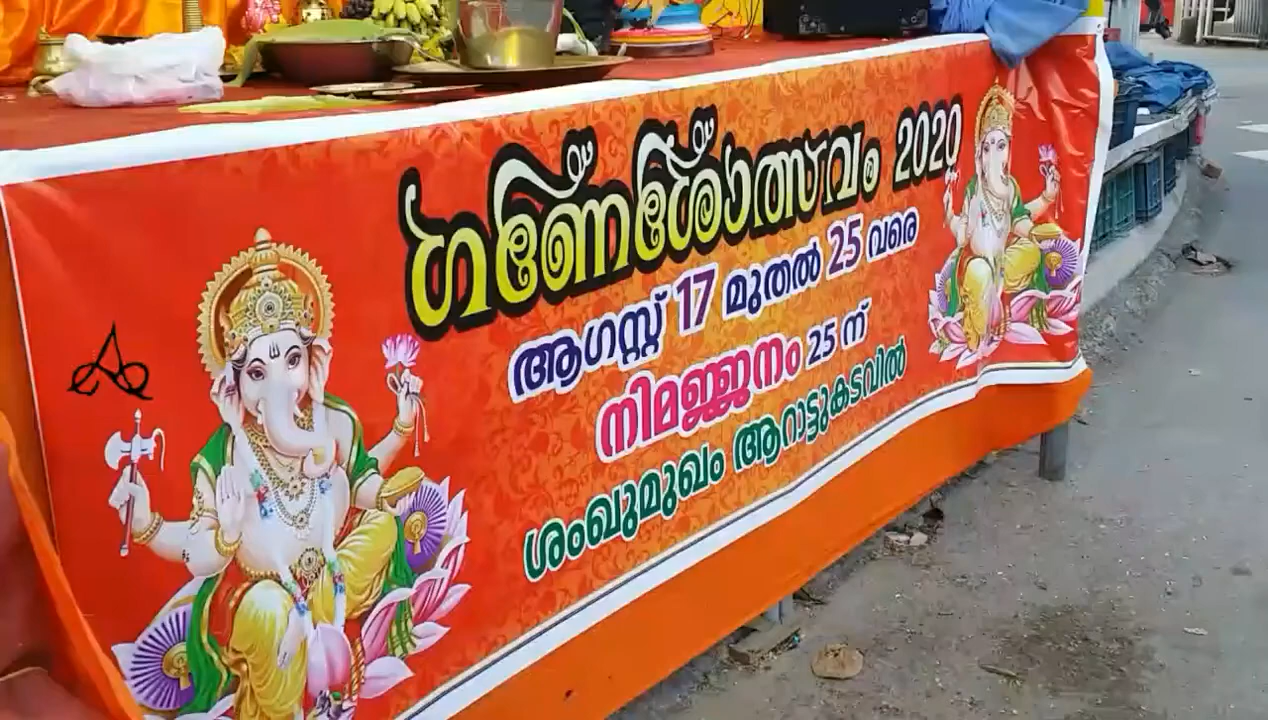 ഗണേശോത്സവം 2020
ആഗസ്റ്റ് 17 മുതൽ 25 വരെ
നിമജ്ജനം 25 ന്
ശംഖുമുഖം ആറാട്ടുകടവിൽ